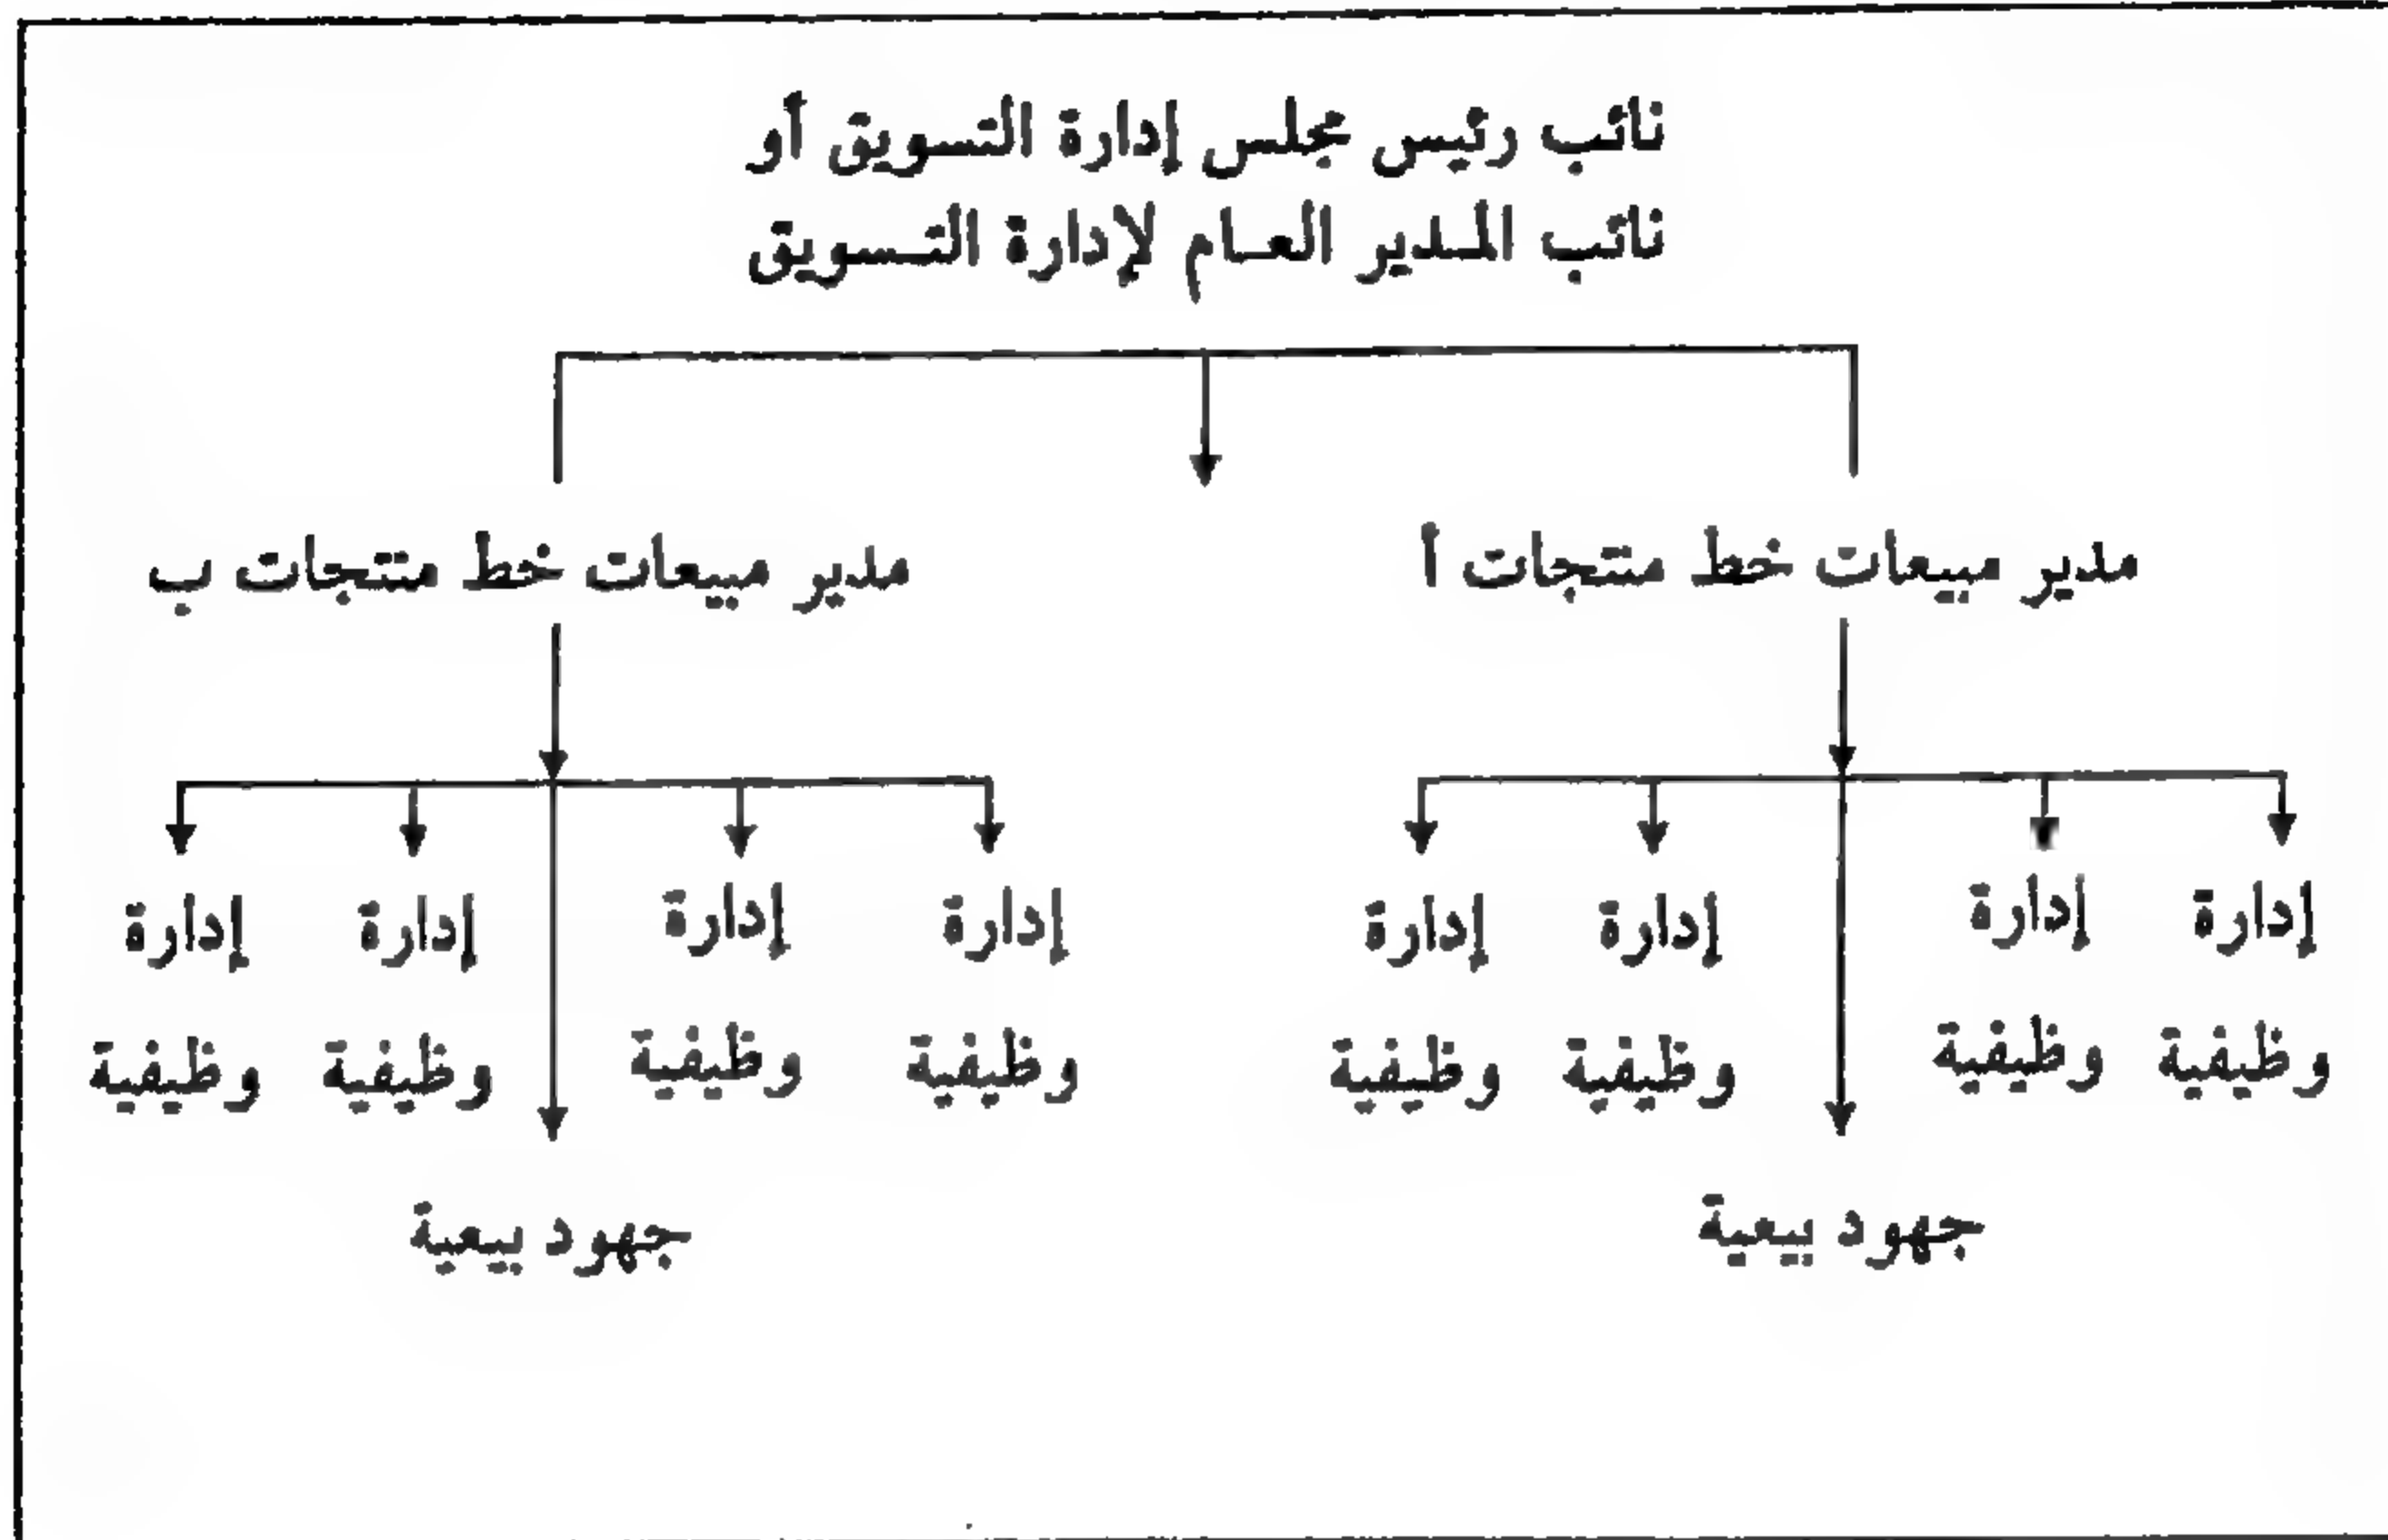 نائب رئيس مجلس إدارة التسويق أو
نائب المدير العام لإدارة التسويق
مدير مبيعات خط منتجات أ
مدير مبيعات خط منتجات ب
إدارة إدارة إدارة إدارة
وظيفية وظيفية وظيفية وظيفية
جهود بيعية
إدارة إدارة إدارة إدارة
وظيفية وظيفية وظيفية وظيفية
جهود بيعية